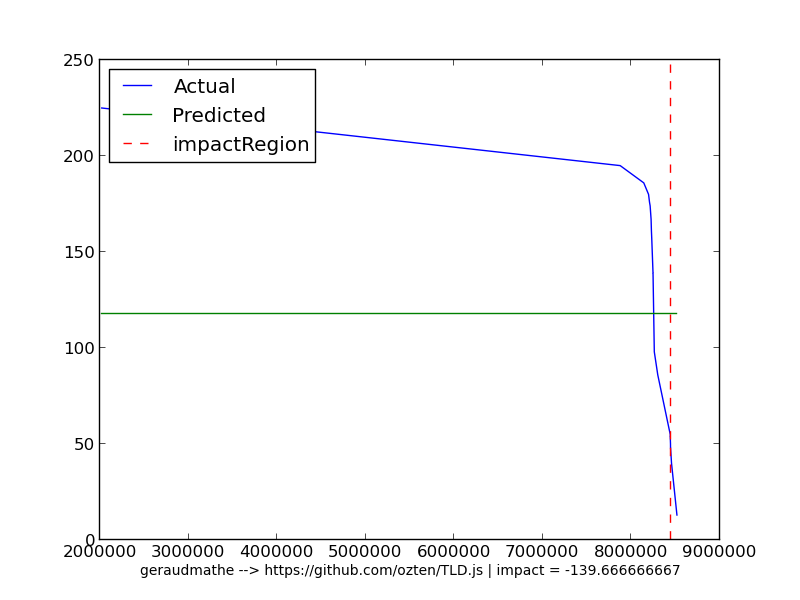 250
200
150
100
50
0
Actual
Predicted
impactRegion
2000000 3000000 4000000 5000000 6000000 7000000 8000000 9000000
geraudmathe --> https://github.com/ozten/TLD.js | impact = -139.666666667